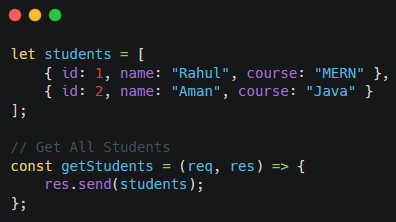 let students = [
    { id: 1, name: "Rahul", course: "MERN" },
    { id: 2, name: "Aman", course: "Java" }
];

// Get All Students
const getStudents = (req, res) => {
    res.send(students);
};